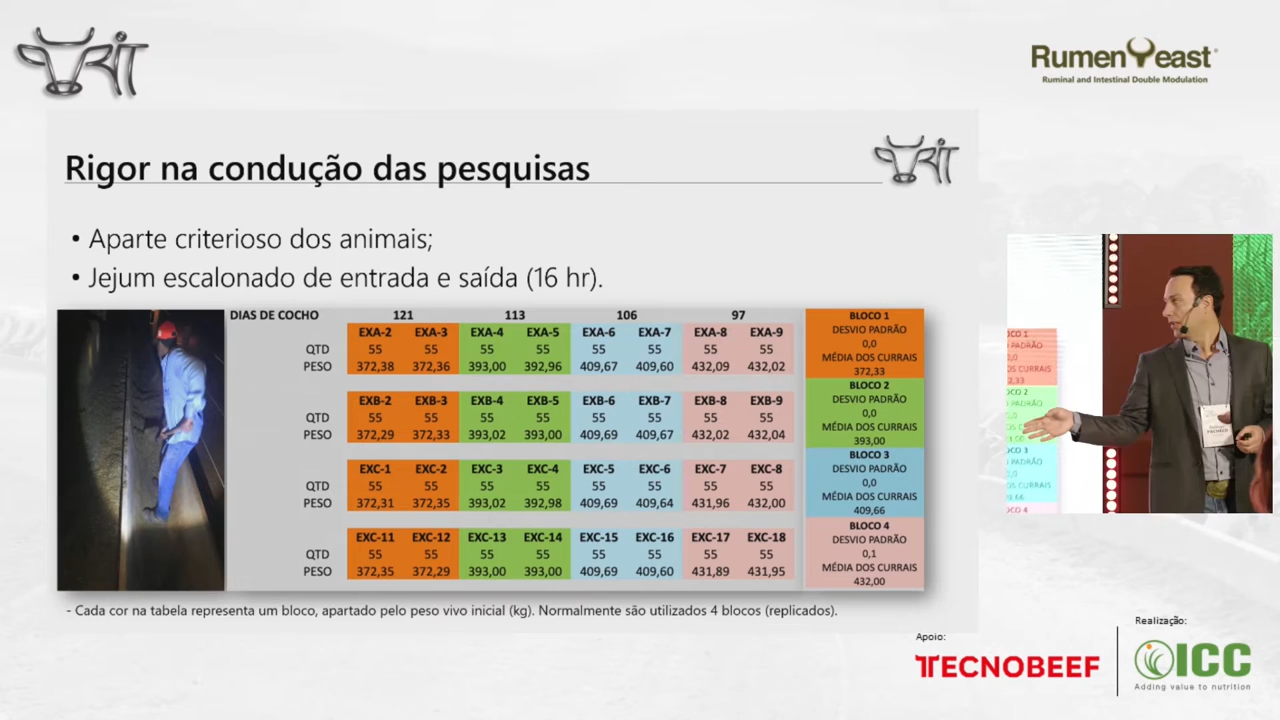 RIT
RumenYeast®
Ruminal and Intestinal Double Modulation
Rigor na condução das pesquisas
RIT
• Aparte criterioso dos animais;
• Jejum escalonado de entrada e saída (16 hr).
DIAS DE COCHO 121 113 106 97
EXA-2 EXA-3 EXA-4 EXA-5 EXA-6 EXA-7 EXA-8 EXA-9
QTD 55 55 55 55 55 55 55 55
PESO 372,38 372,36 393,00 392,96 409,67 409,60 432,09 432,02
EXB-2 EXB-3 EXB-4 EXB-5 EXB-6 EXB-7 EXB-8 EXB-9
QTD 55 55 55 55 55 55 55 55
PESO 372,29 372,33 393,02 393,00 409,69 409,67 432,02 432,04
EXC-1 EXC-2 EXC-3 EXC-4 EXC-5 EXC-6 EXC-7 EXC-8
QTD 55 55 55 55 55 55 55 55
PESO 372,31 372,35 393,02 392,98 409,69 409,64 431,96 432,00
EXC-11 EXC-12 EXC-13 EXC-14 EXC-15 EXC-16 EXC-17 EXC-18
QTD 55 55 55 55 55 55 55 55
PESO 372,35 372,29 393,00 393,00 409,69 409,60 431,89 431,95
BLOCO 1
DESVIO PADRÃO
0,0
MÉDIA DOS CURRAIS
372,33
BLOCO 2
DESVIO PADRÃO
0,0
MÉDIA DOS CURRAIS
393,00
BLOCO 3
DESVIO PADRÃO
0,0
MÉDIA DOS CURRAIS
409,66
BLOCO 4
DESVIO PADRÃO
0,1
MÉDIA DOS CURRAIS
432,00
- Cada cor na tabela representa um bloco, apartado pelo peso vivo inicial (kg). Normalmente são utilizados 4 blocos (replicados).
Apoio:
TECNOBEEF
Realização:
ICC
Adding value to nutrition